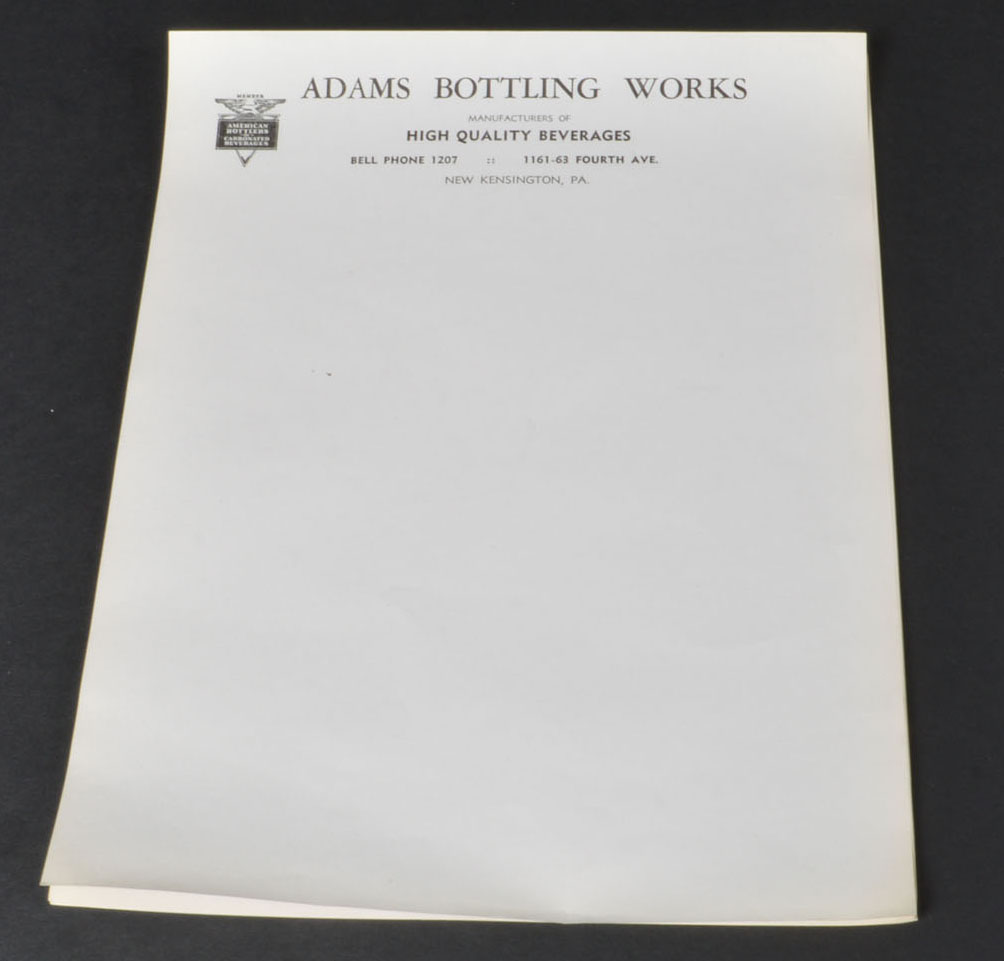 ADAMS BOTTLING WORKS
MANUFACTURERS OF
HIGH QUALITY BEVERAGES
BELL PHONE 1207 :: 1161-63 FOURTH AVE.
NEW KENSINGTON, PA.
MEMBER
AMERICAN
BOTTLERS
OF
CARBONATED
BEVERAGES